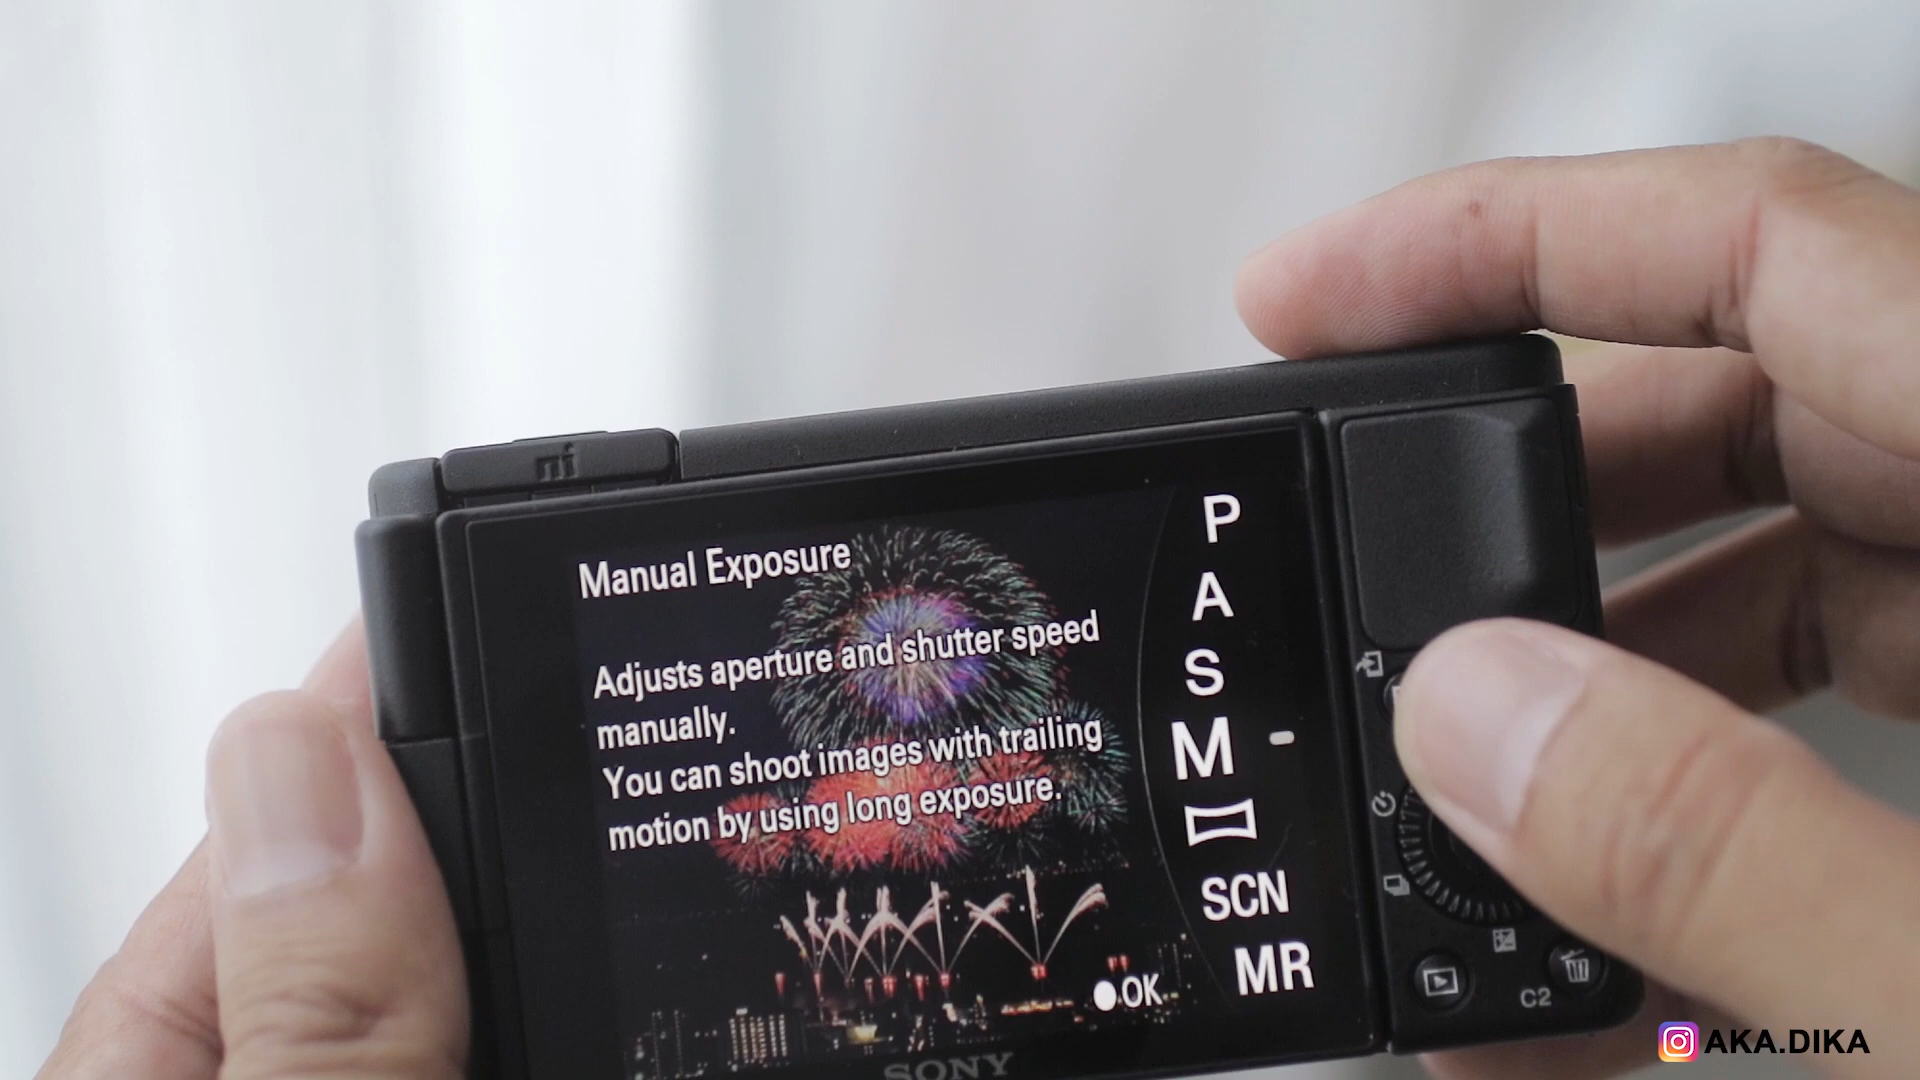 Manual Exposure
Adjusts aperture and shutter speed
manually.
You can shoot images with trailing
motion by using long exposure.
OK
P
A
S
M
SCN
MR
C2
SONY
AKA.DIKA